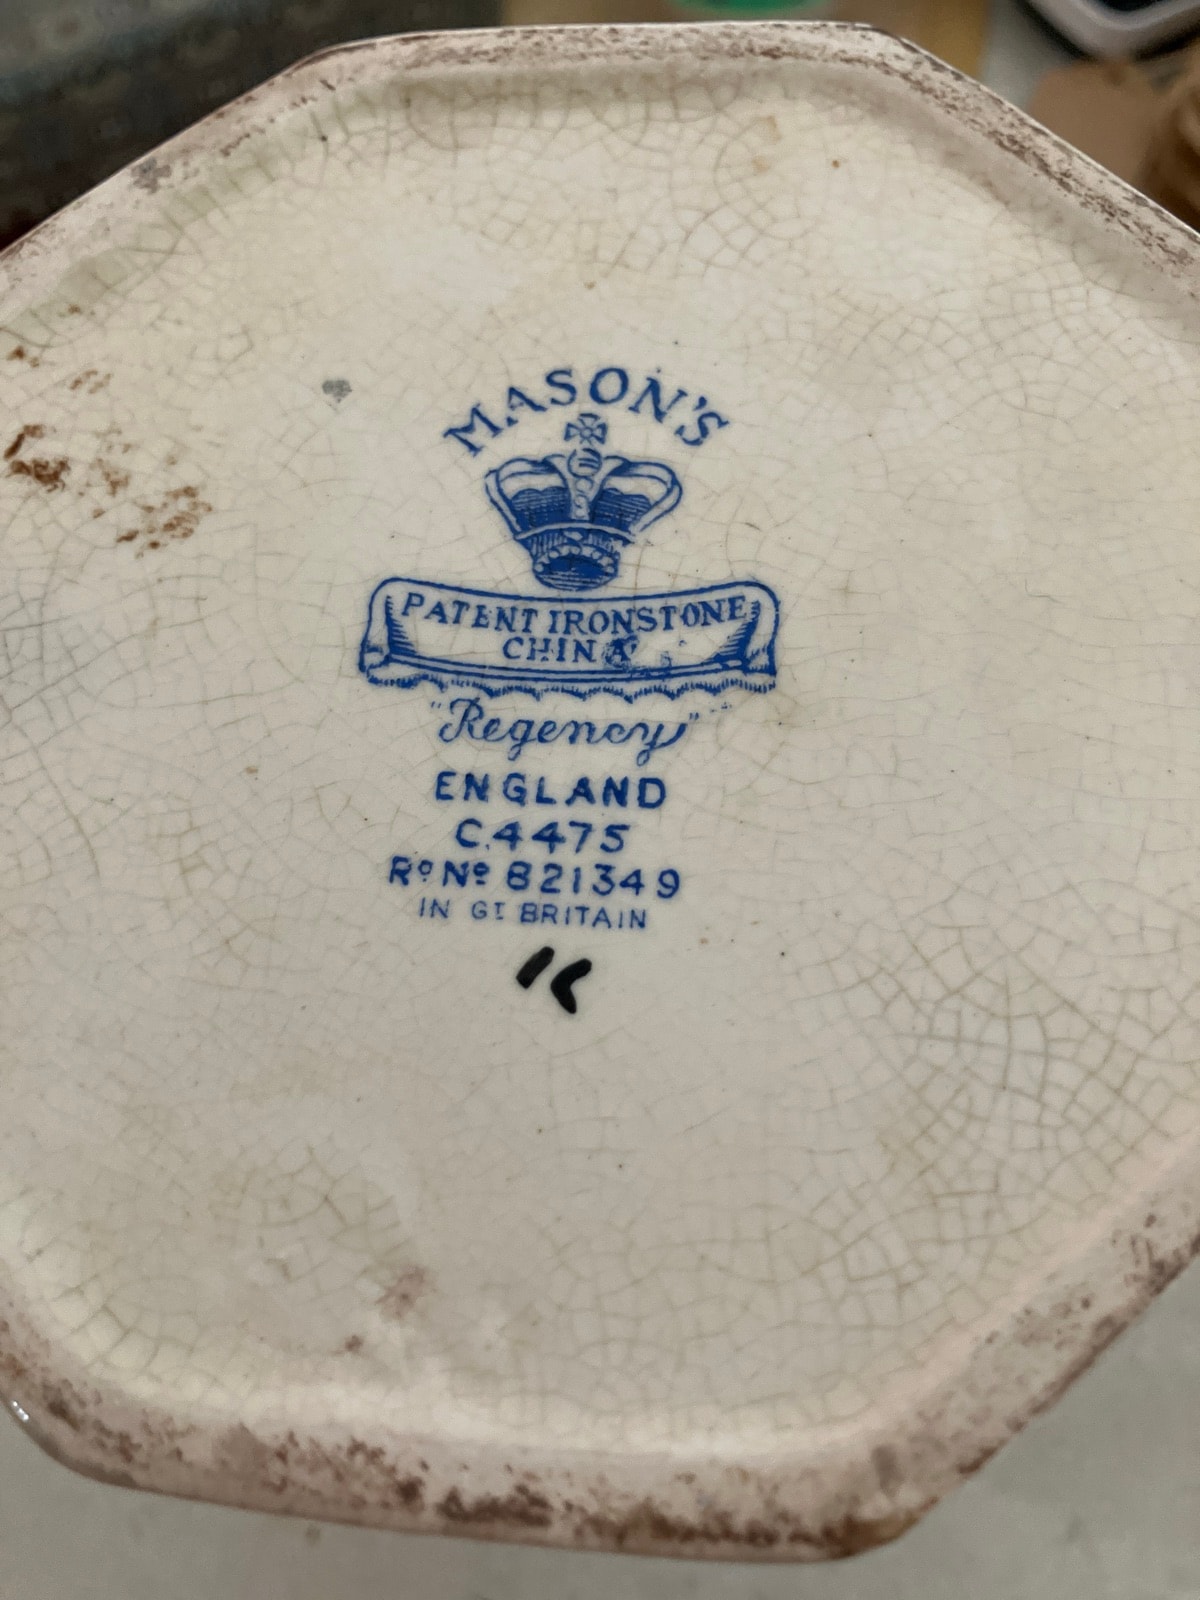 MASON'S
PATENT IRONSTONE
CHINA
"Regency"
ENGLAND
C.4475
Rᵒ Nᵒ 821349
IN Gᵀ BRITAIN